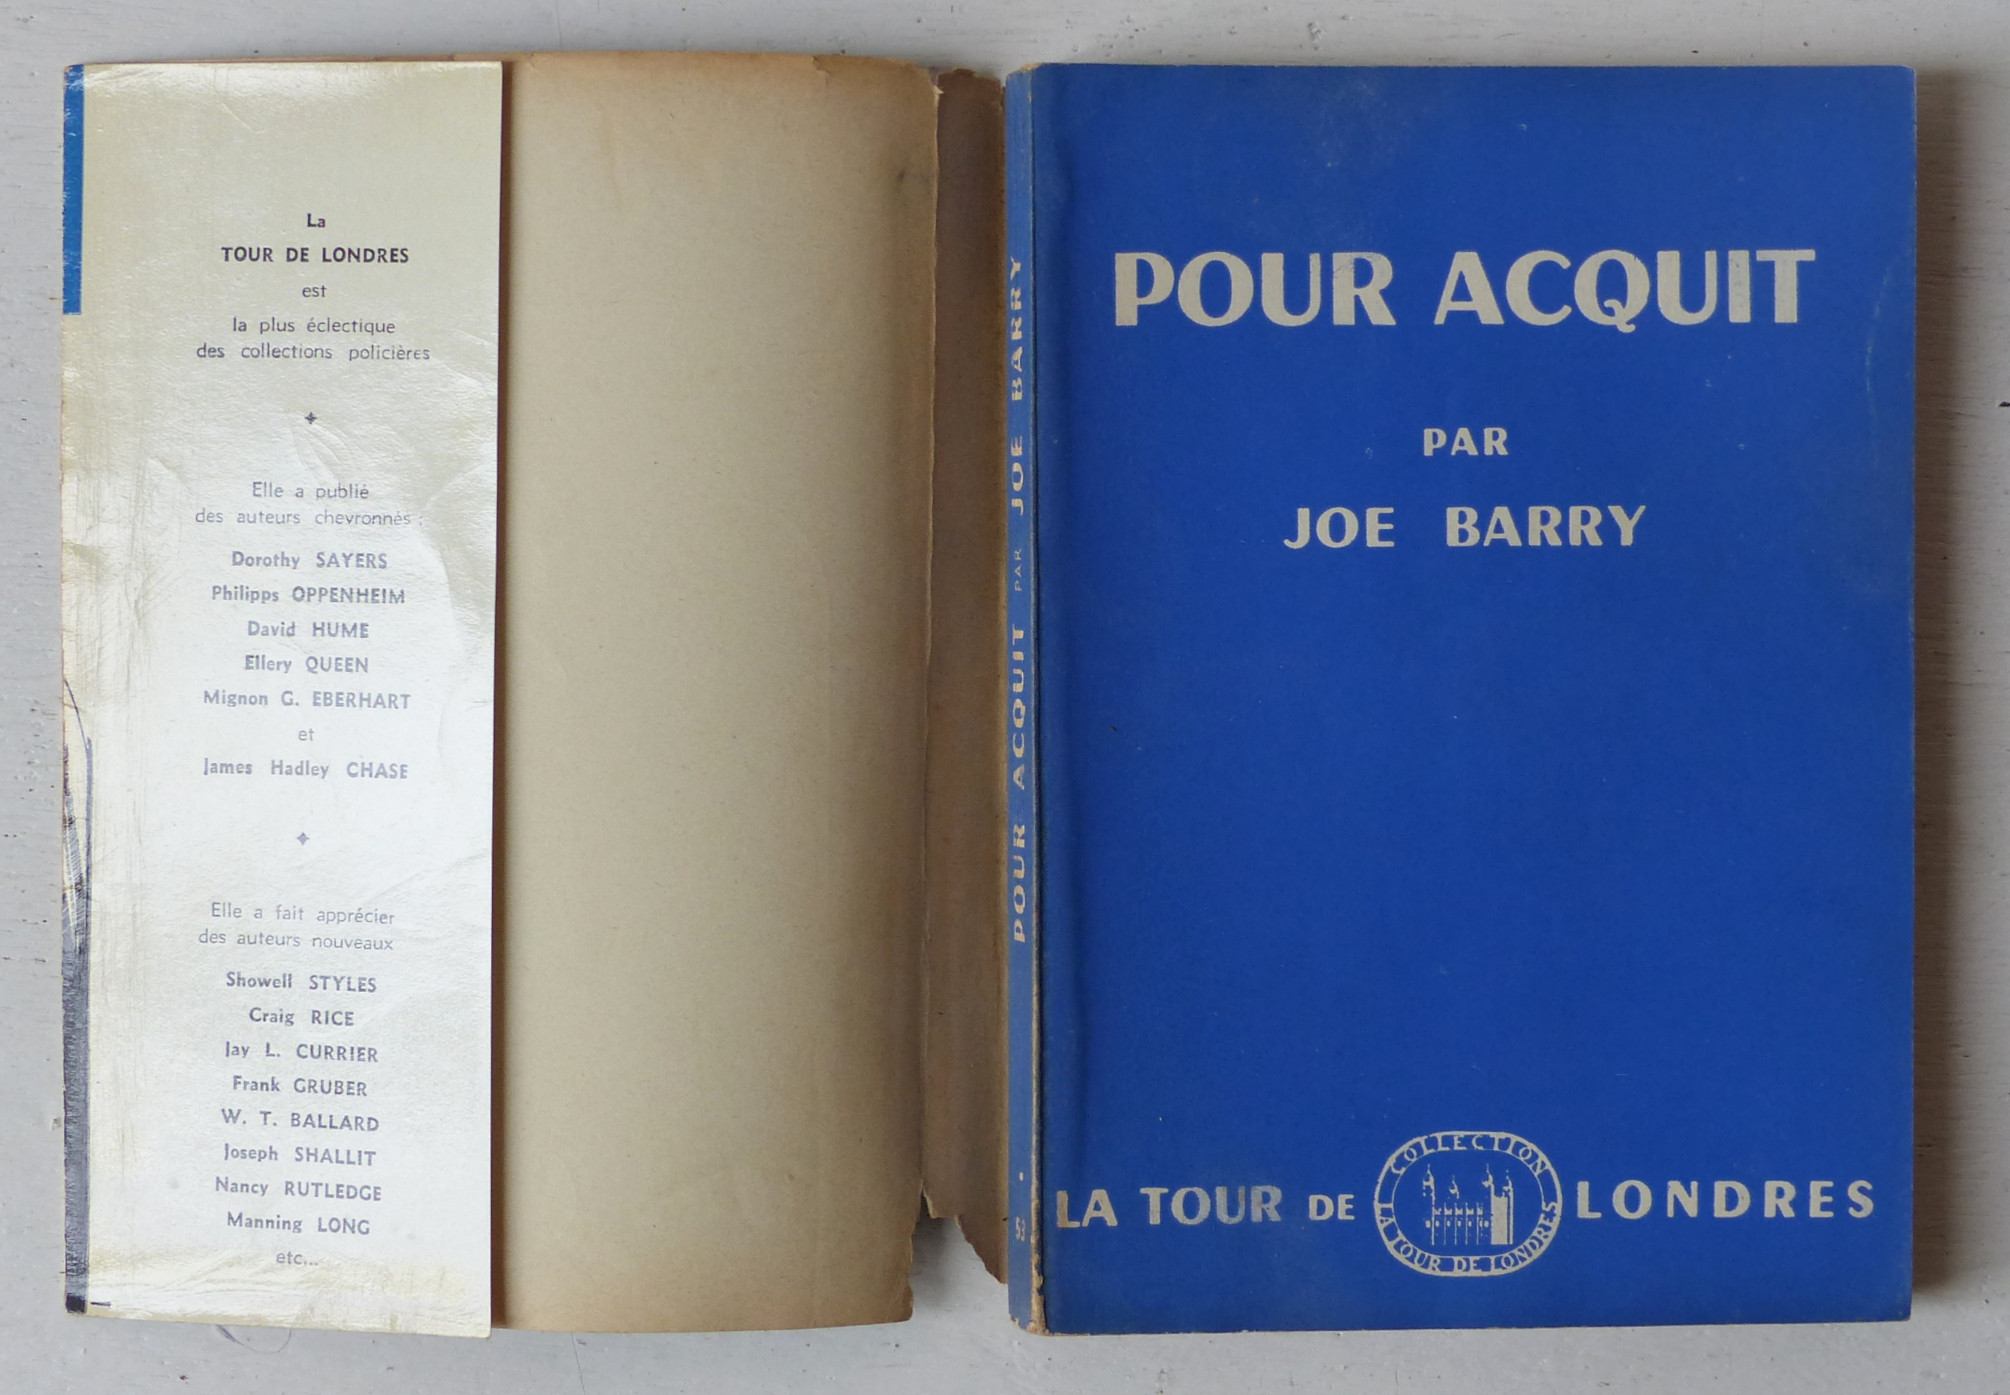 La
TOUR DE LONDRES
est
la plus éclectique
des collections policières
Elle a publié
des auteurs chevronnés :
Dorothy SAYERS
Philipps OPPENHEIM
David HUME
Ellery QUEEN
Mignon G. EBERHART
et
James Hadley CHASE
Elle a fait apprécier
des auteurs nouveaux
Showell STYLES
Craig RICE
Jay L. CURRIER
Frank GRUBER
W. T. BALLARD
Joseph SHALLIT
Nancy RUTLEDGE
Manning LONG
etc...
POUR ACQUIT PAR JOE BARRY
53
POUR ACQUIT
PAR
JOE BARRY
LA TOUR DE LONDRES
COLLECTION
LA TOUR DE LONDRES